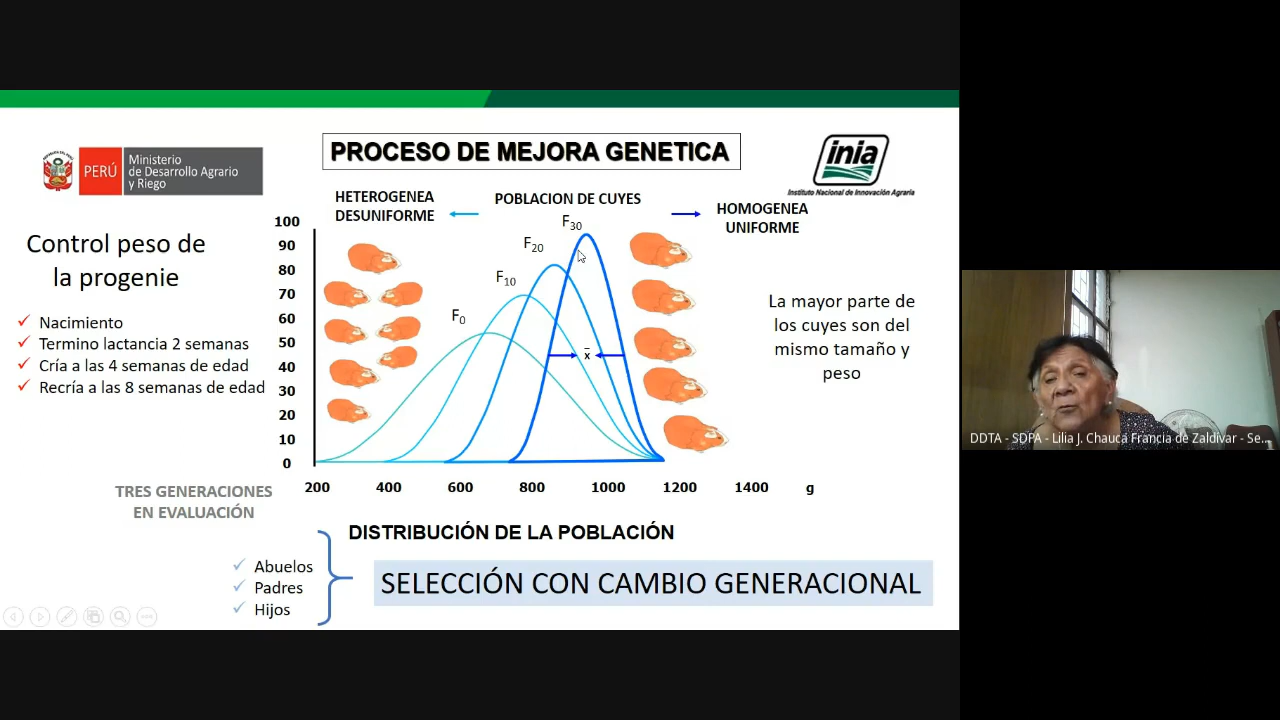 PERÚ
Ministerio
de Desarrollo Agrario
y Riego
PROCESO DE MEJORA GENETICA
inia
Instituto Nacional de Innovación Agraria
Control peso de
la progenie
✓ Nacimiento
✓ Termino lactancia 2 semanas
✓ Cría a las 4 semanas de edad
✓ Recría a las 8 semanas de edad
HETEROGENEA
DESUNIFORME
POBLACION DE CUYES
HOMOGENEA
UNIFORME
100
90
80
70
60
50
40
30
20
10
0
F0
F10
F20
F30
x̄
200 400 600 800 1000 1200 1400 g
La mayor parte de
los cuyes son del
mismo tamaño y
peso
DISTRIBUCIÓN DE LA POBLACIÓN
TRES GENERACIONES
EN EVALUACIÓN
✓ Abuelos
✓ Padres
✓ Hijos
SELECCIÓN CON CAMBIO GENERACIONAL
DDTA - SDPA - Lilia J. Chauca Francia de Zaldívar - Se...